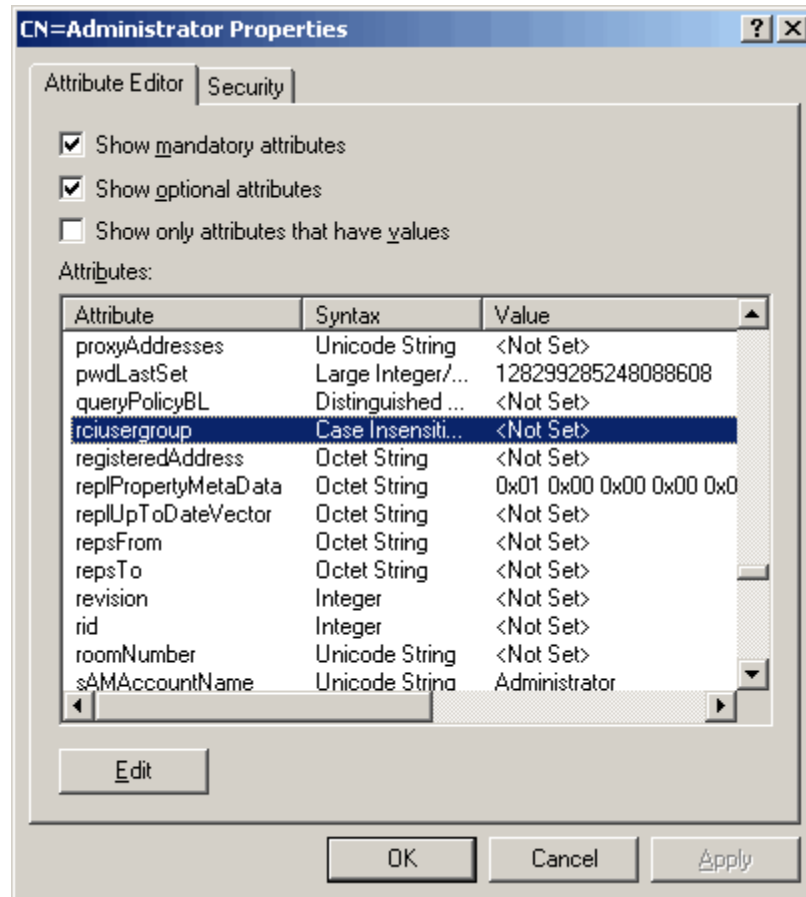 CN=Administrator Properties
Attribute Editor Security
Show mandatory attributes
Show optional attributes
Show only attributes that have values
Attributes:
Attribute Syntax Value
proxyAddresses Unicode String <Not Set>
pwdLastSet Large Integer/... 128299285248088608
queryPolicyBL Distinguished ... <Not Set>
rciusergroup Case Insensiti... <Not Set>
registeredAddress Octet String <Not Set>
replPropertyMetaData Octet String 0x01 0x00 0x00 0x00 0x0
replUpToDateVector Octet String <Not Set>
repsFrom Octet String <Not Set>
repsTo Octet String <Not Set>
revision Integer <Not Set>
rid Integer <Not Set>
roomNumber Unicode String <Not Set>
sAMAccountName Unicode String Administrator
Edit
OK Cancel Apply